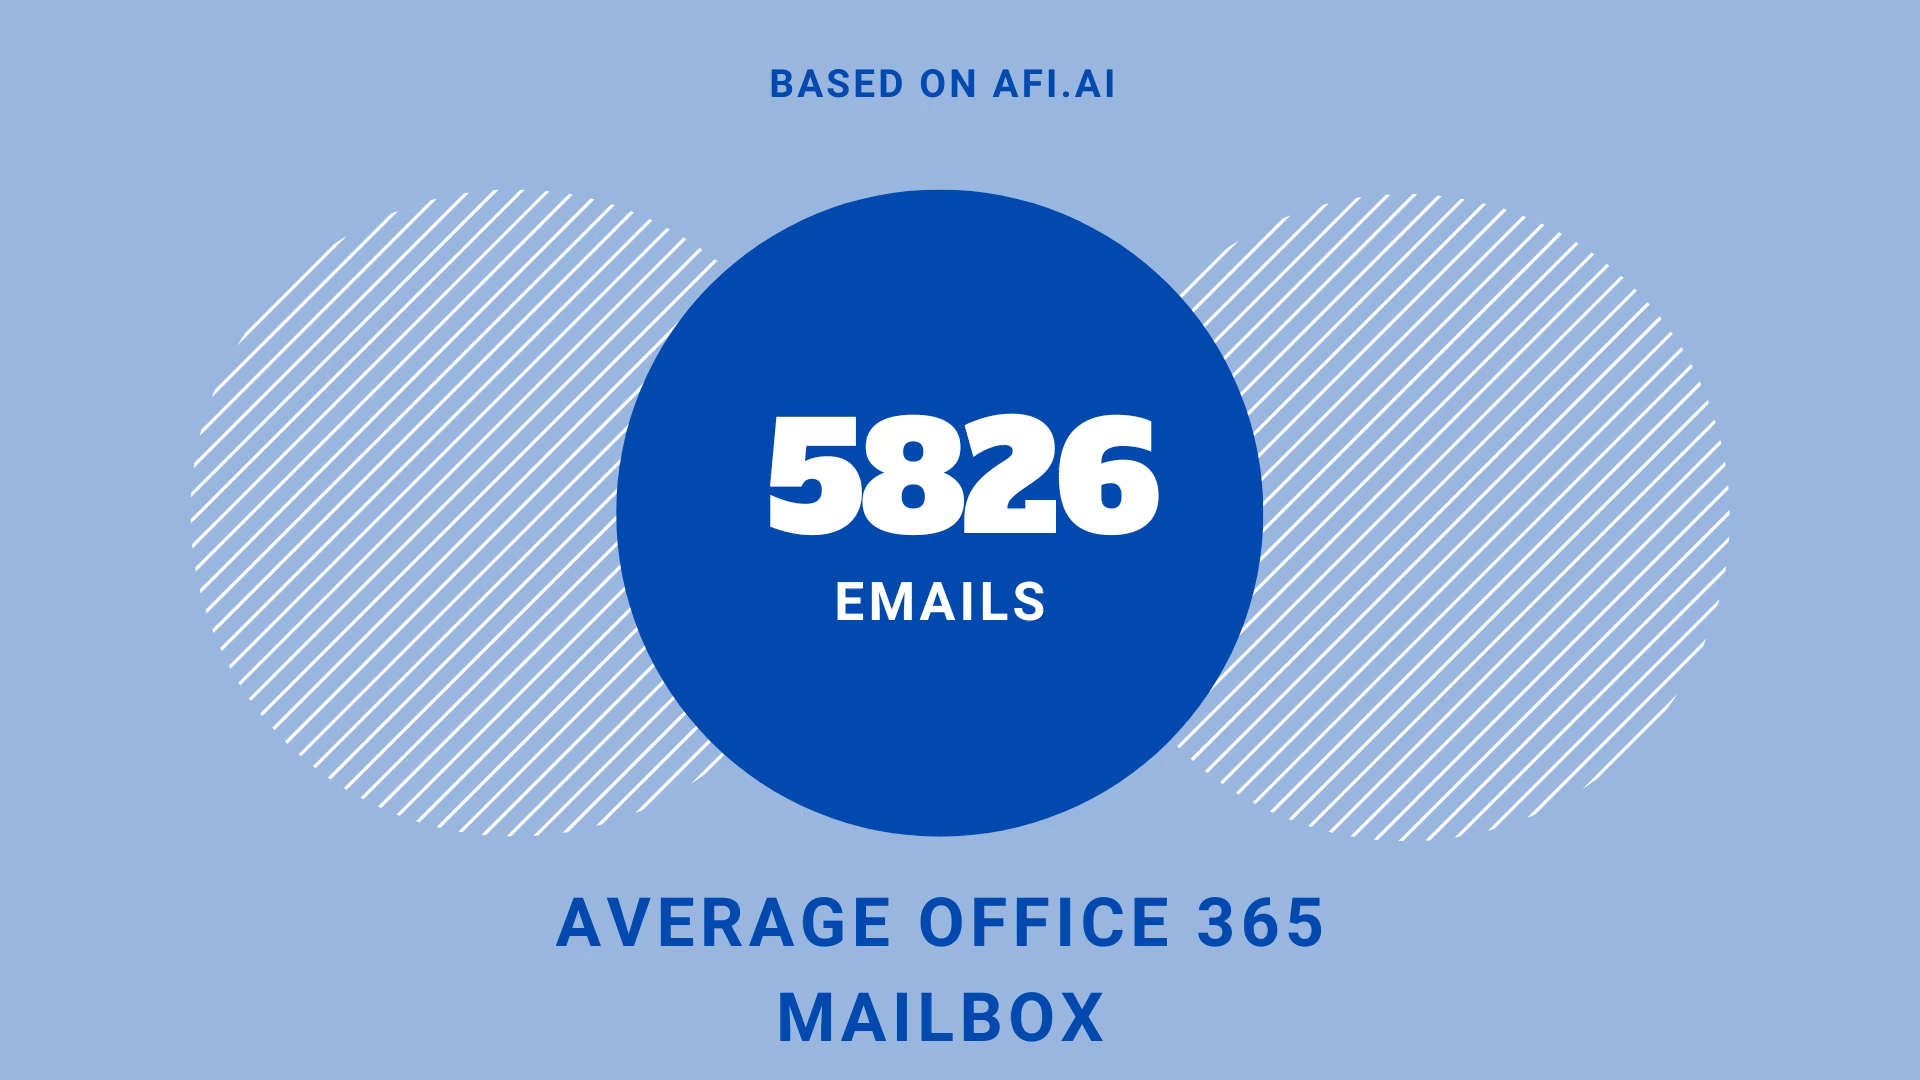 BASED ON AFI.AI
5826
EMAILS
AVERAGE OFFICE 365
MAILBOX